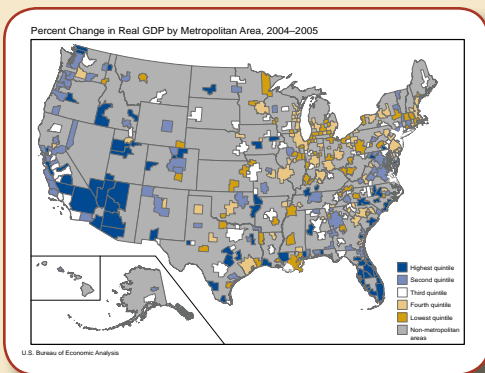 Percent Change in Real GDP by Metropolitan Area, 2004–2005
Highest quintile
Second quintile
Third quintile
Fourth quintile
Lowest quintile
Non-metropolitan
areas
U.S. Bureau of Economic Analysis